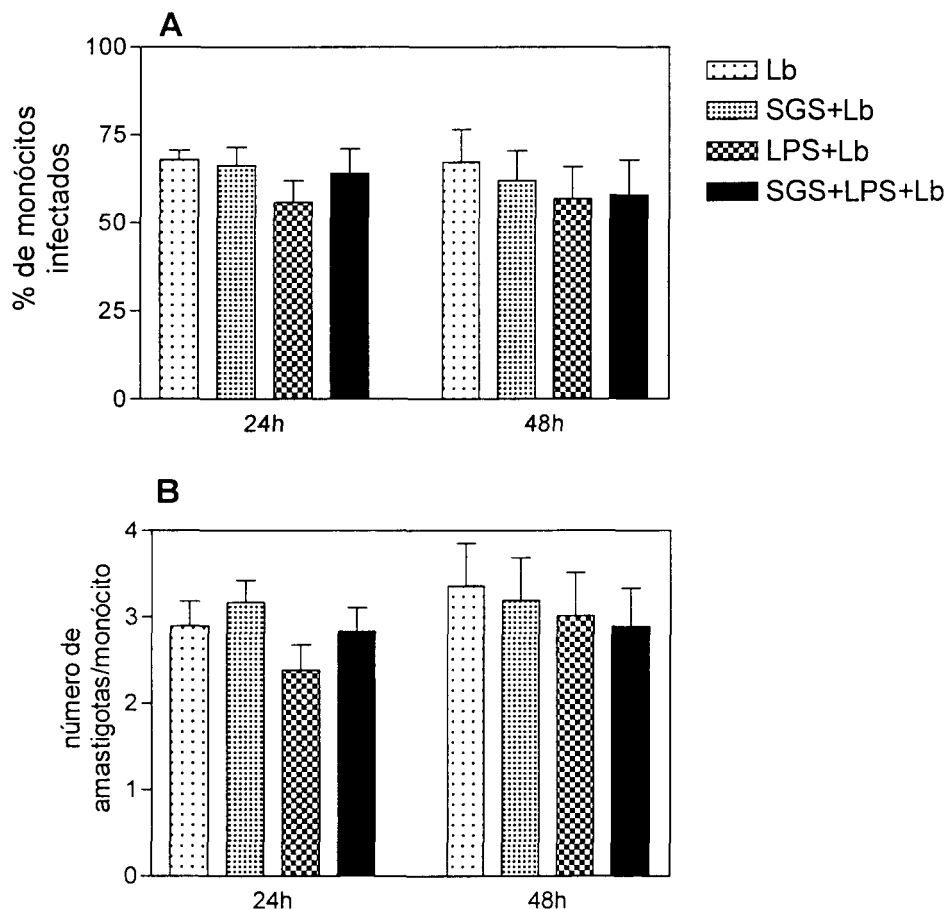 A
100
75
50
25
0
% de monócitos
infectados
24h
48h
Lb
SGS+Lb
LPS+Lb
SGS+LPS+Lb
B
4
3
2
1
0
número de
amastigotas/monócito
24h
48h